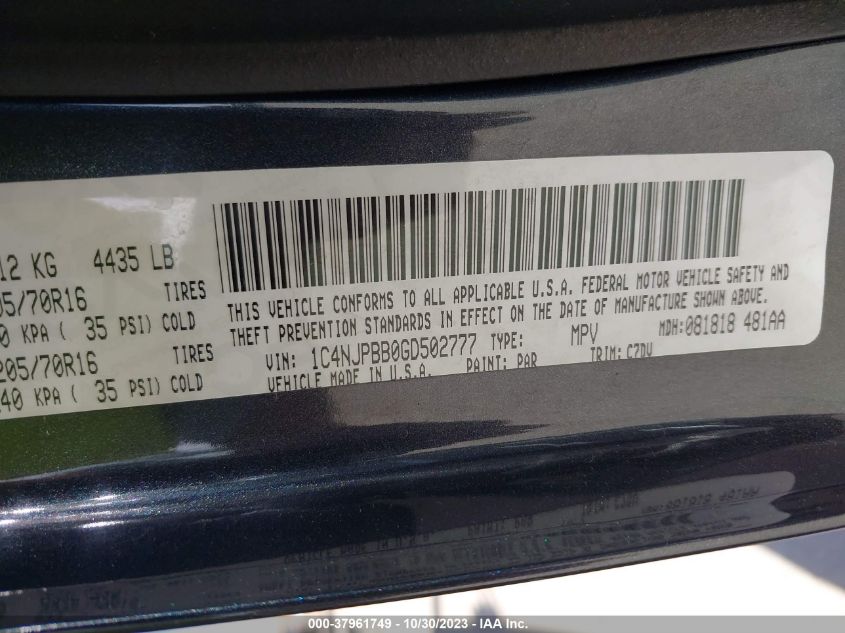 12 KG 4435 LB
05/70R16 TIRES
0 KPA ( 35 PSI) COLD
205/70R16 TIRES
40 KPA ( 35 PSI) COLD
THIS VEHICLE CONFORMS TO ALL APPLICABLE U.S.A. FEDERAL MOTOR VEHICLE SAFETY AND
THEFT PREVENTION STANDARDS IN EFFECT ON THE DATE OF MANUFACTURE SHOWN ABOVE.
VIN: 1C4NJPBB0GD502777 TYPE: MPV MDH:081818 481AA
VEHICLE MADE IN U.S.A. PAINT: PAR TRIM: C7DV
000-37961749 - 10/30/2023 - IAA Inc.